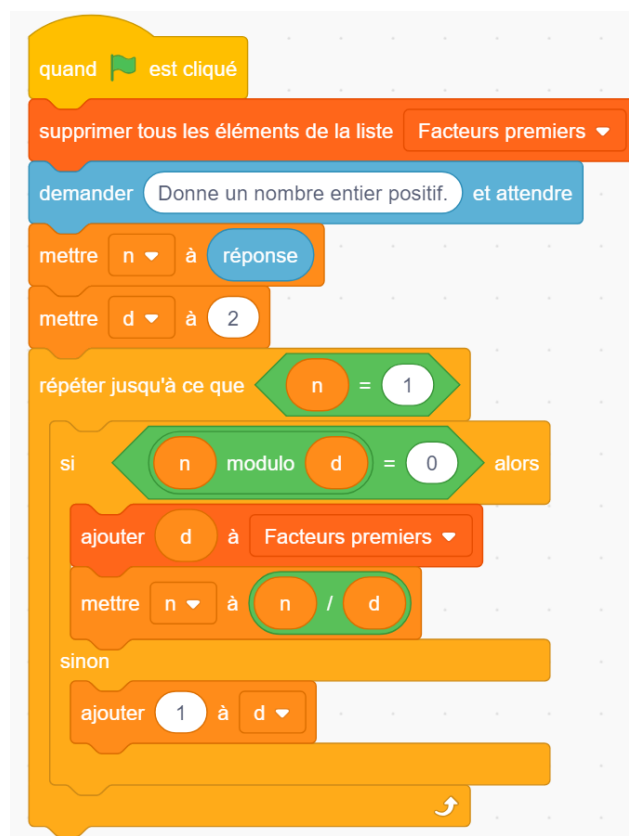 quand est cliqué
supprimer tous les éléments de la liste Facteurs premiers
demander Donne un nombre entier positif. et attendre
mettre n à réponse
mettre d à 2
répéter jusqu'à ce que n = 1
si n modulo d = 0 alors
ajouter d à Facteurs premiers
mettre n à n / d
sinon
ajouter 1 à d